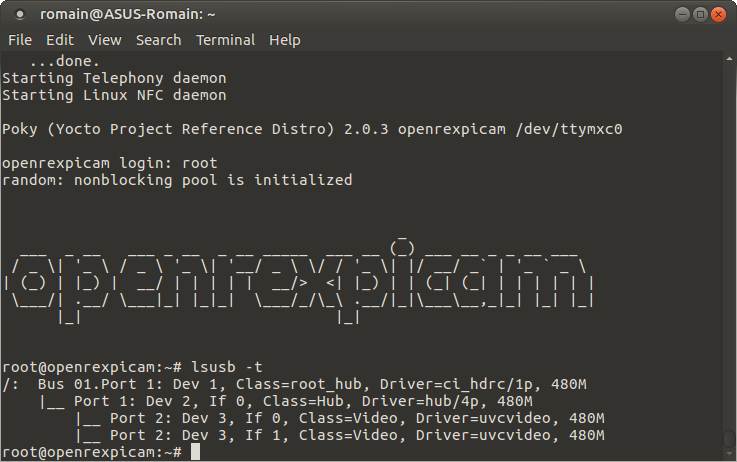 romain@ASUS-Romain: ~
File Edit View Search Terminal Help
...done.
Starting Telephony daemon
Starting Linux NFC daemon
Poky (Yocto Project Reference Distro) 2.0.3 openrexpicam /dev/ttymxc0
openrexpicam login: root
random: nonblocking pool is initialized
openrexpicam
root@openrexpicam:~# lsusb -t
/:  Bus 01.Port 1: Dev 1, Class=root_hub, Driver=ci_hdrc/1p, 480M
    |__ Port 1: Dev 2, If 0, Class=Hub, Driver=hub/4p, 480M
        |__ Port 2: Dev 3, If 0, Class=Video, Driver=uvcvideo, 480M
        |__ Port 2: Dev 3, If 1, Class=Video, Driver=uvcvideo, 480M
root@openrexpicam:~#